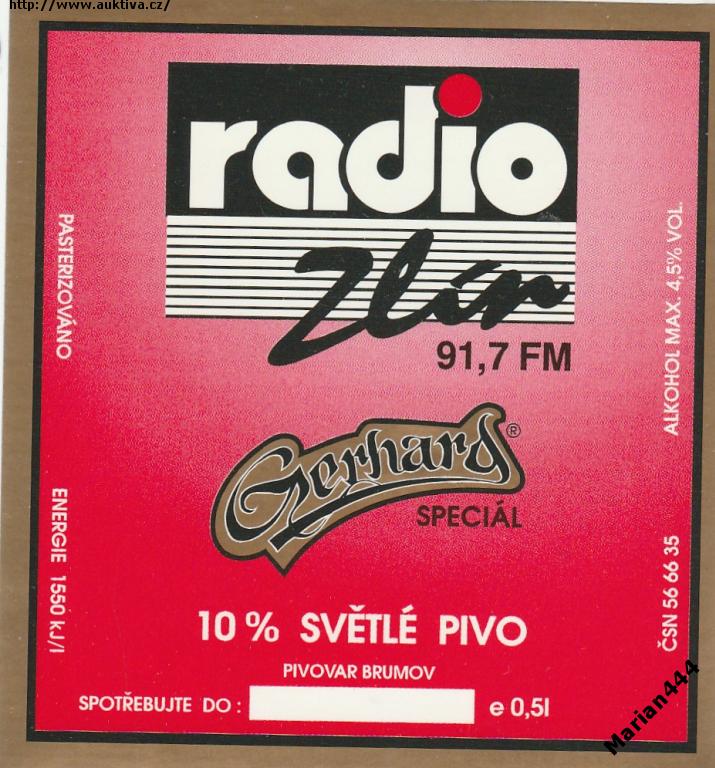 http://www.auktiva.cz/
radio
Zlín
91,7 FM
PASTERIZOVÁNO
ALKOHOL MAX. 4,5% VOL.
Gerhard®
SPECIÁL
ENERGIE 1550 kJ/l
ČSN 56 66 35
10% SVĚTLÉ PIVO
PIVOVAR BRUMOV
SPOTŘEBUJTE DO: e 0,5l
Marian444